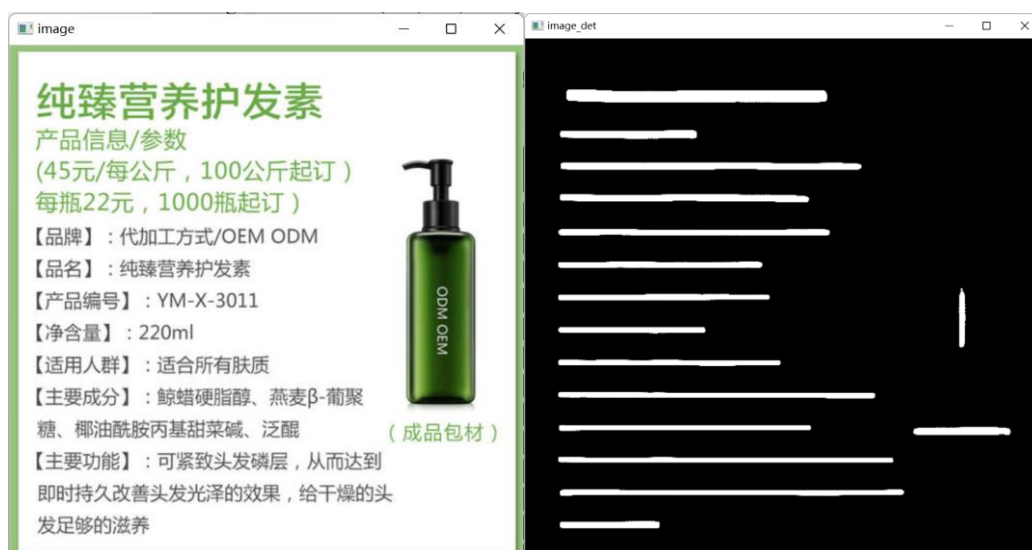 image
image_det
纯臻营养护发素
产品信息/参数
(45元/每公斤，100公斤起订)
每瓶22元，1000瓶起订)
【品牌】：代加工方式/OEM ODM
【品名】：纯臻营养护发素
【产品编号】：YM-X-3011
【净含量】：220ml
【适用人群】：适合所有肤质
【主要成分】：鲸蜡硬脂醇、燕麦β-葡聚
糖、椰油酰胺丙基甜菜碱、泛醌
【主要功能】：可紧致头发磷层，从而达到
即时持久改善头发光泽的效果，给干燥的头
发足够的滋养
ODM OEM
(成品包材)